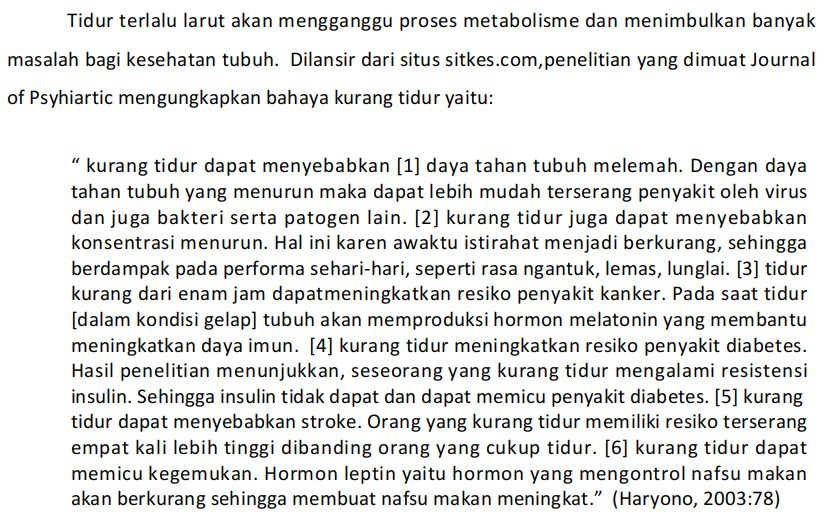 Tidur terlalu larut akan mengganggu proses metabolisme dan menimbulkan banyak
masalah bagi kesehatan tubuh. Dilansir dari situs sitkes.com,penelitian yang dimuat Journal
of Psyhiartic mengungkapkan bahaya kurang tidur yaitu:
“ kurang tidur dapat menyebabkan [1] daya tahan tubuh melemah. Dengan daya
tahan tubuh yang menurun maka dapat lebih mudah terserang penyakit oleh virus
dan juga bakteri serta patogen lain. [2] kurang tidur juga dapat menyebabkan
konsentrasi menurun. Hal ini karen awaktu istirahat menjadi berkurang, sehingga
berdampak pada performa sehari-hari, seperti rasa ngantuk, lemas, lunglai. [3] tidur
kurang dari enam jam dapatmeningkatkan resiko penyakit kanker. Pada saat tidur
[dalam kondisi gelap] tubuh akan memproduksi hormon melatonin yang membantu
meningkatkan daya imun. [4] kurang tidur meningkatkan resiko penyakit diabetes.
Hasil penelitian menunjukkan, seseorang yang kurang tidur mengalami resistensi
insulin. Sehingga insulin tidak dapat dan dapat memicu penyakit diabetes. [5] kurang
tidur dapat menyebabkan stroke. Orang yang kurang tidur memiliki resiko terserang
empat kali lebih tinggi dibanding orang yang cukup tidur. [6] kurang tidur dapat
memicu kegemukan. Hormon leptin yaitu hormon yang mengontrol nafsu makan
akan berkurang sehingga membuat nafsu makan meningkat.” (Haryono, 2003:78)